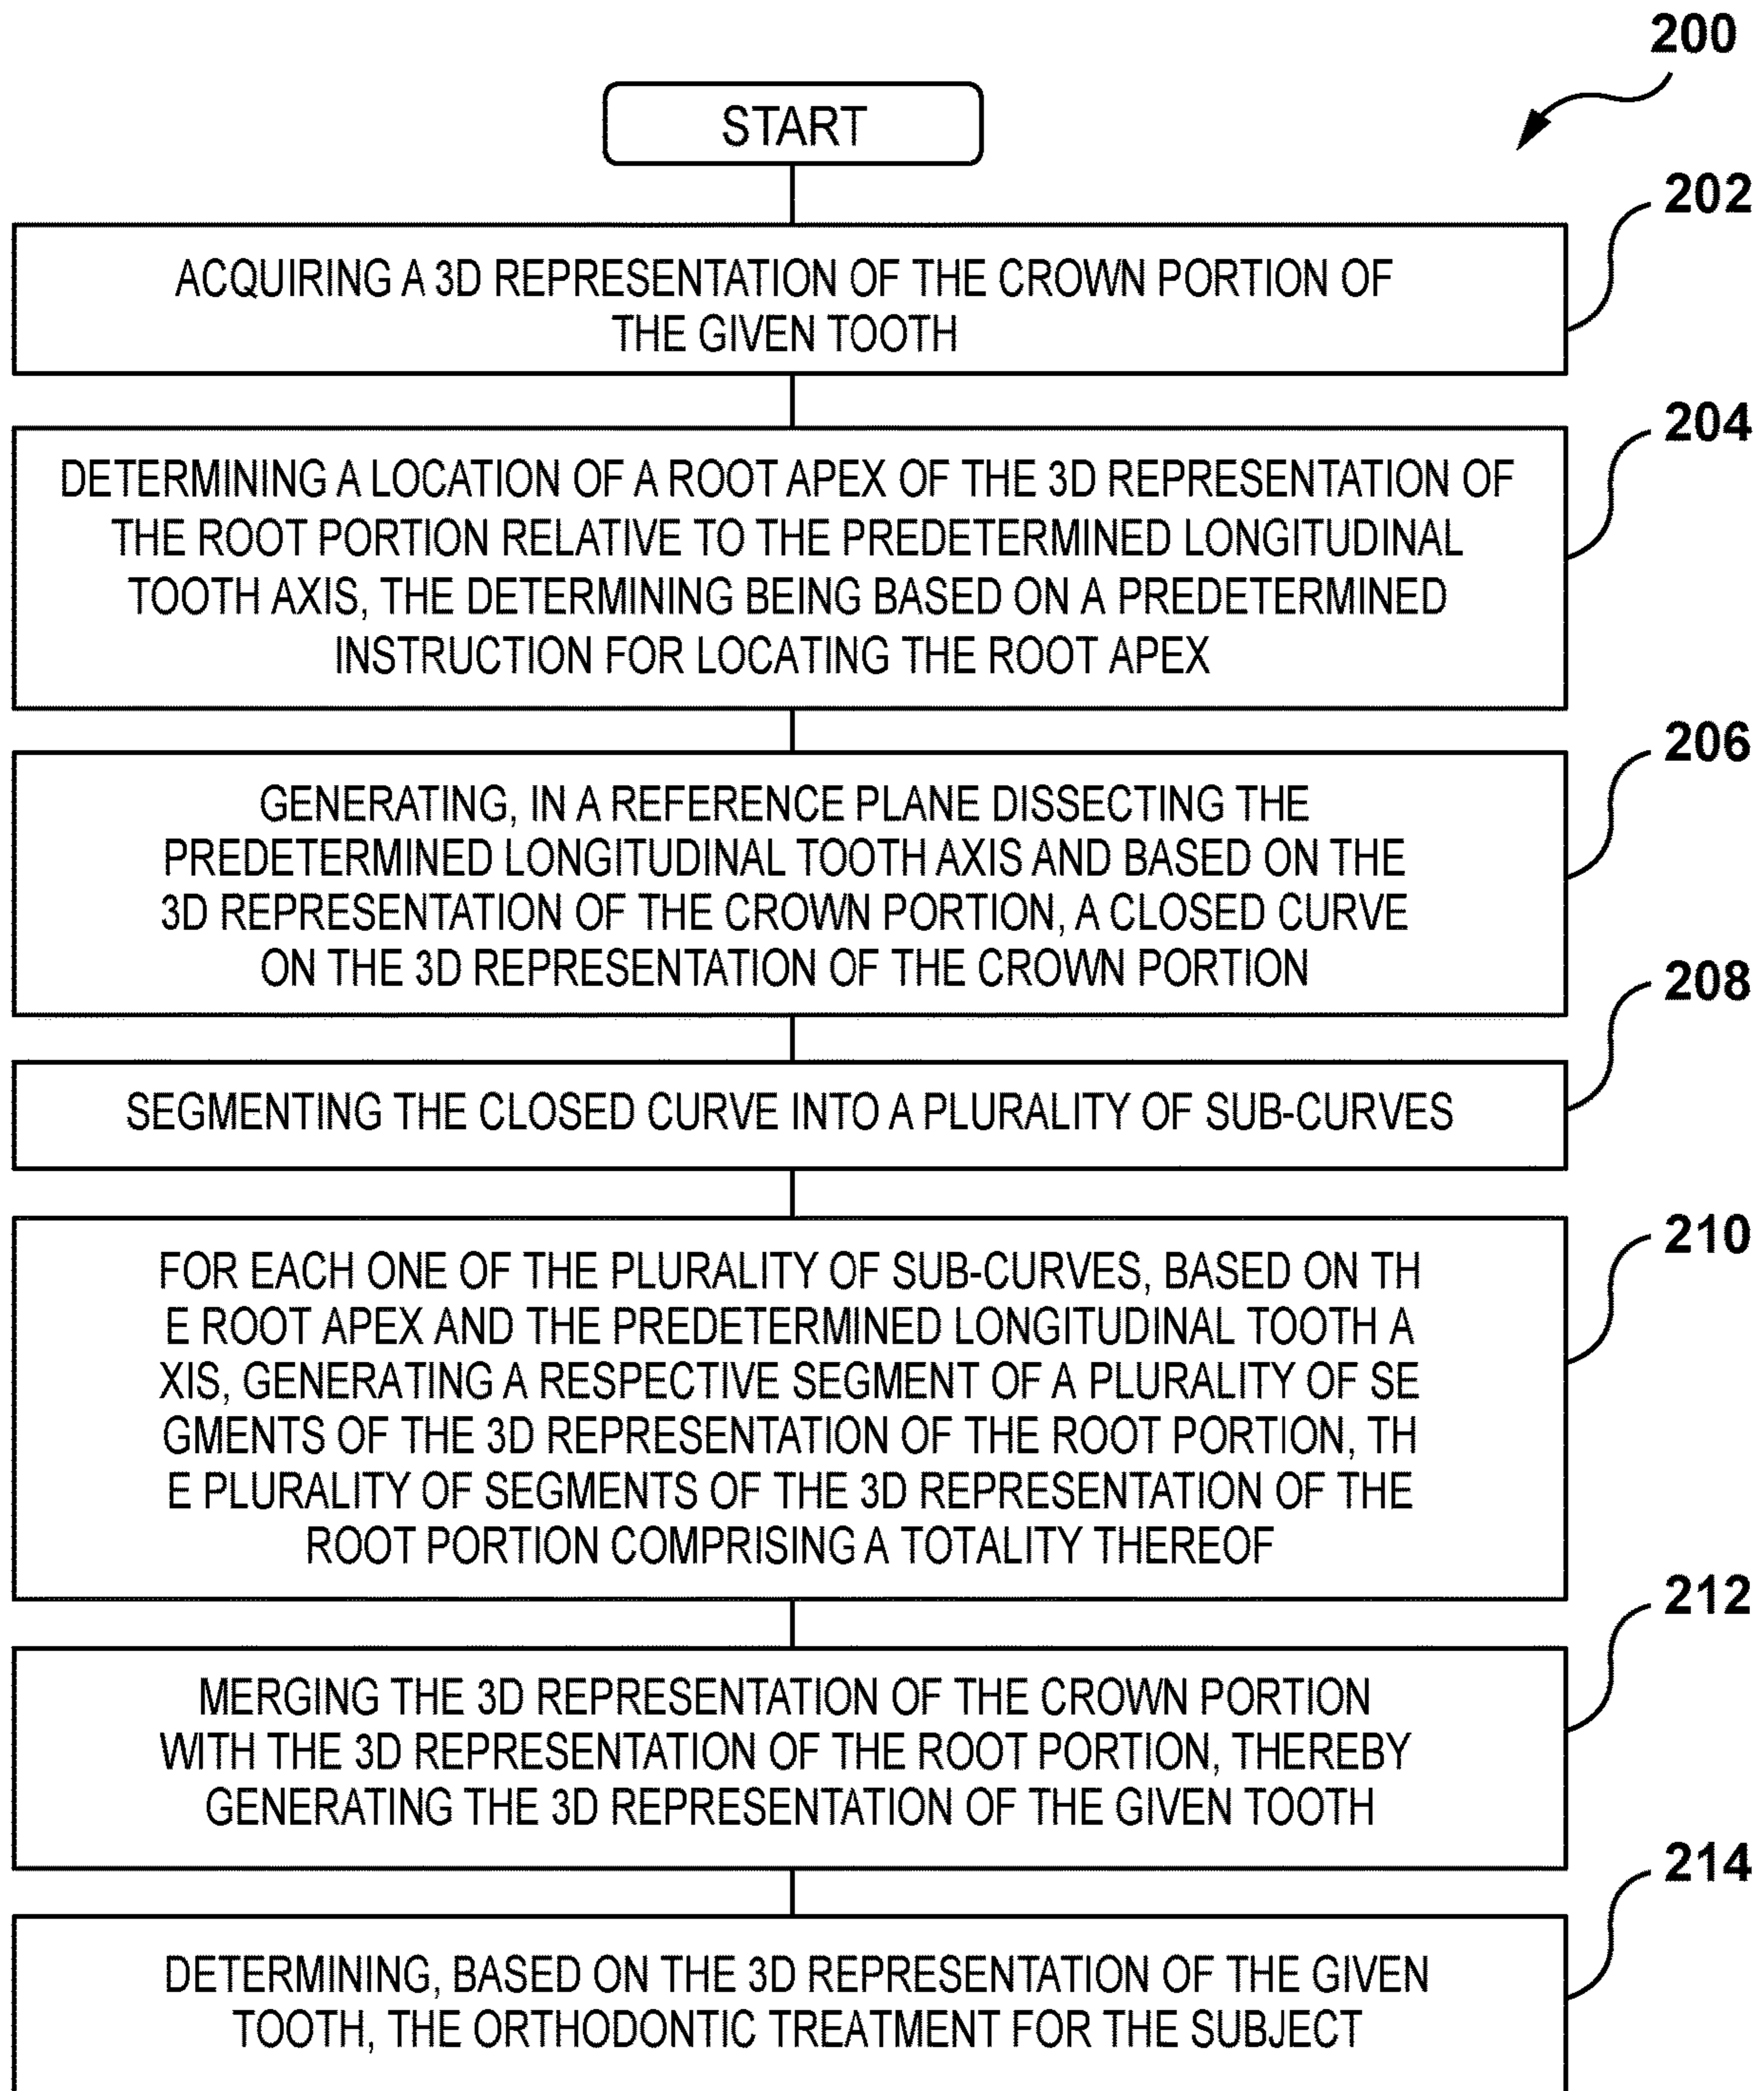 200
START
202
ACQUIRING A 3D REPRESENTATION OF THE CROWN PORTION OF
THE GIVEN TOOTH
204
DETERMINING A LOCATION OF A ROOT APEX OF THE 3D REPRESENTATION OF
THE ROOT PORTION RELATIVE TO THE PREDETERMINED LONGITUDINAL
TOOTH AXIS, THE DETERMINING BEING BASED ON A PREDETERMINED
INSTRUCTION FOR LOCATING THE ROOT APEX
206
GENERATING, IN A REFERENCE PLANE DISSECTING THE
PREDETERMINED LONGITUDINAL TOOTH AXIS AND BASED ON THE
3D REPRESENTATION OF THE CROWN PORTION, A CLOSED CURVE
ON THE 3D REPRESENTATION OF THE CROWN PORTION
208
SEGMENTING THE CLOSED CURVE INTO A PLURALITY OF SUB-CURVES
210
FOR EACH ONE OF THE PLURALITY OF SUB-CURVES, BASED ON TH
E ROOT APEX AND THE PREDETERMINED LONGITUDINAL TOOTH A
XIS, GENERATING A RESPECTIVE SEGMENT OF A PLURALITY OF SE
GMENTS OF THE 3D REPRESENTATION OF THE ROOT PORTION, TH
E PLURALITY OF SEGMENTS OF THE 3D REPRESENTATION OF THE
ROOT PORTION COMPRISING A TOTALITY THEREOF
212
MERGING THE 3D REPRESENTATION OF THE CROWN PORTION
WITH THE 3D REPRESENTATION OF THE ROOT PORTION, THEREBY
GENERATING THE 3D REPRESENTATION OF THE GIVEN TOOTH
214
DETERMINING, BASED ON THE 3D REPRESENTATION OF THE GIVEN
TOOTH, THE ORTHODONTIC TREATMENT FOR THE SUBJECT